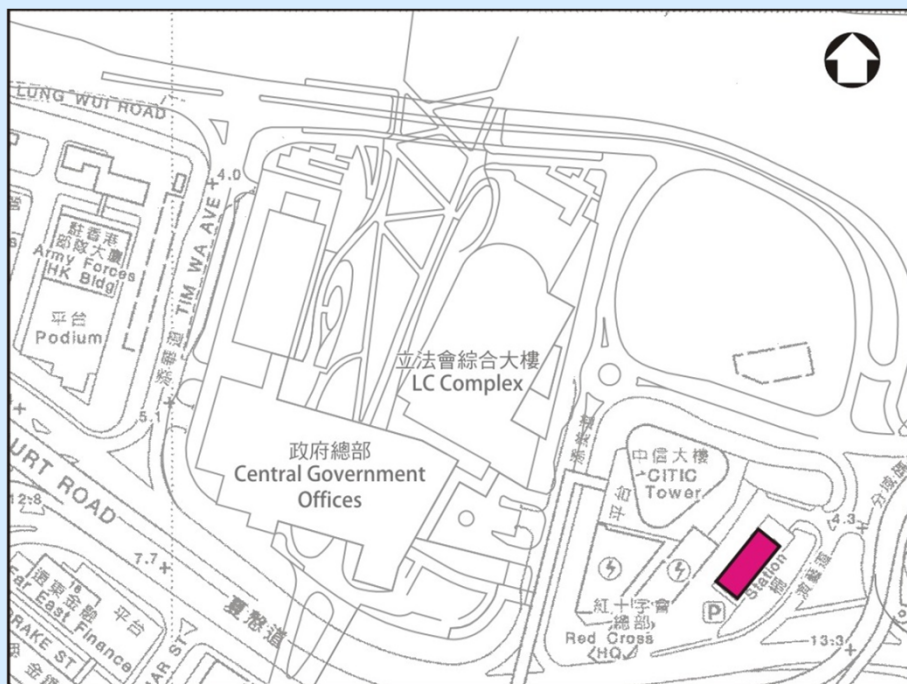 LUNG WUI ROAD
4.0
駐香港
部隊大廈
Army Forces
HK Bldg
平台
Podium
添華道 TIM WA AVE
立法會綜合大樓
LC Complex
5.1
政府總部
Central Government
Offices
添美道
中信大樓
CITIC
Tower
平台
4.3
分域碼
URT ROAD
12.8
7.7
夏慤道
紅十字會
總部
Red Cross
HQ
P
Station
演藝道
13.3
16
遠東金融
Far East Finance
平台
DRAKE ST